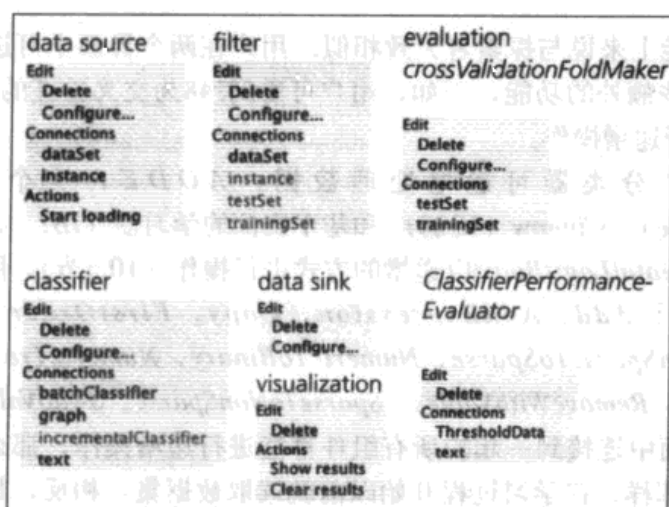 data source
Edit
Delete
Configure...
Connections
dataSet
instance
Actions
Start loading
filter
Edit
Delete
Configure...
Connections
dataSet
instance
testSet
trainingSet
evaluation
crossValidationFoldMaker
Edit
Delete
Configure...
Connections
testSet
trainingSet
classifier
Edit
Delete
Configure...
Connections
batchClassifier
graph
incrementalClassifier
text
data sink
Edit
Delete
Configure...
visualization
Edit
Delete
Actions
Show results
Clear results
ClassifierPerformance-
Evaluator
Edit
Delete
Connections
ThresholdData
text